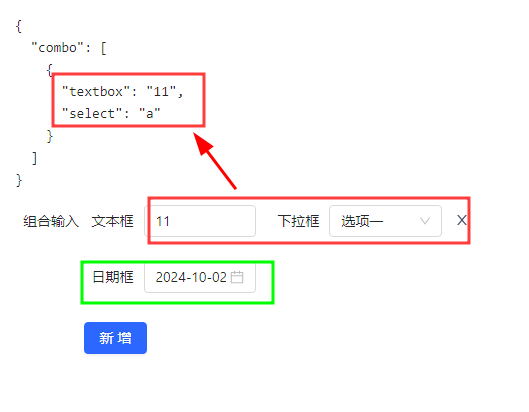 {
"combo": [
{
"textbox": "11",
"select": "a"
}
]
}
组合输入 文本框 11 下拉框 选项一 X
日期框 2024-10-02
新增